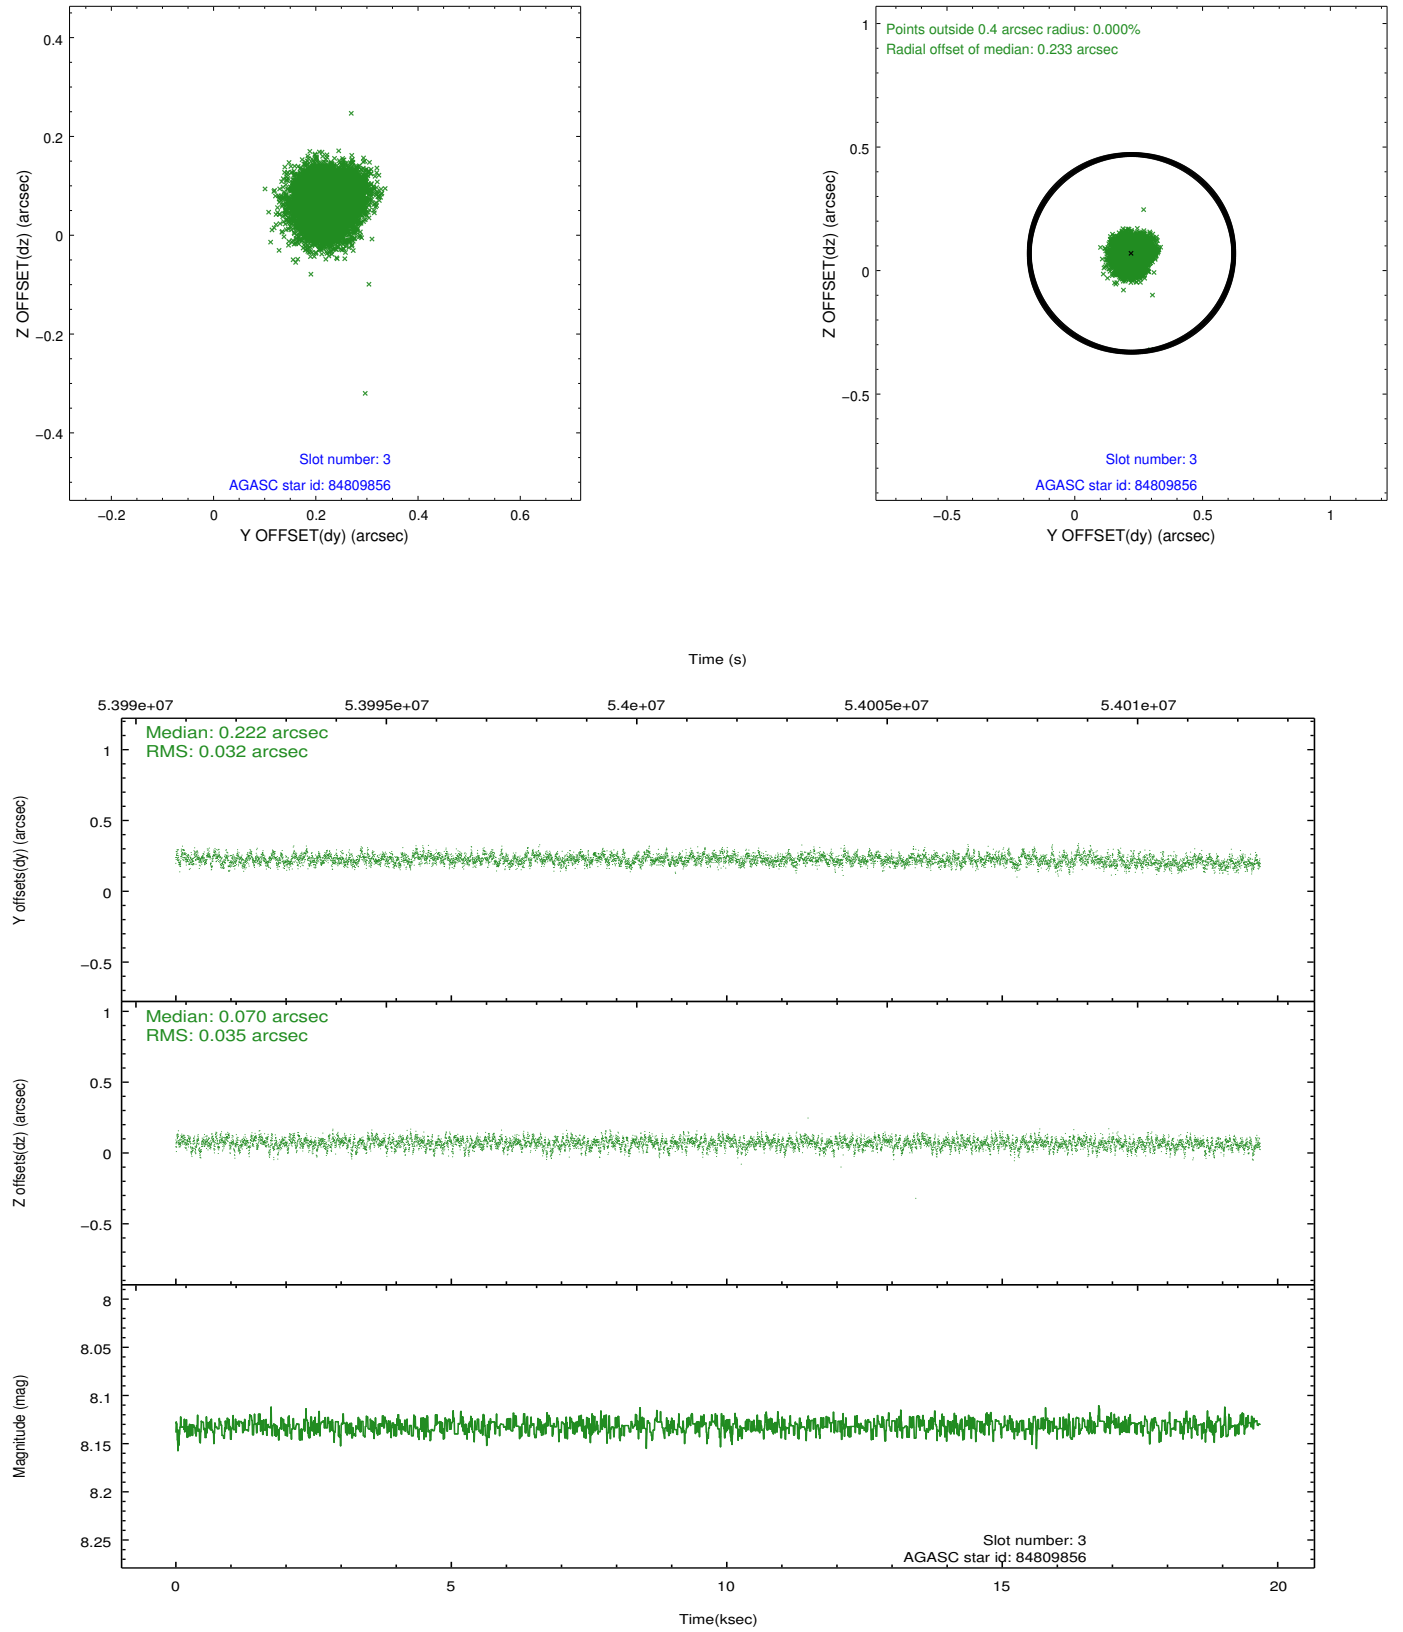 0.4
0.2
0
−0.2
−0.4
Z OFFSET(dz) (arcsec)
Slot number: 3
AGASC star id: 84809856
−0.2 0 0.2 0.4 0.6
Y OFFSET(dy) (arcsec)
Points outside 0.4 arcsec radius: 0.000%
Radial offset of median: 0.233 arcsec
1
0.5
0
−0.5
Z OFFSET(dz) (arcsec)
Slot number: 3
AGASC star id: 84809856
−0.5 0 0.5 1
Y OFFSET(dy) (arcsec)
Time (s)
5.399e+07 5.3995e+07 5.4e+07 5.4005e+07 5.401e+07
Median: 0.222 arcsec
RMS: 0.032 arcsec
1
0.5
0
−0.5
Y offsets(dy) (arcsec)
Median: 0.070 arcsec
RMS: 0.035 arcsec
1
0.5
0
−0.5
Z offsets(dz) (arcsec)
8
8.05
8.1
8.15
8.2
8.25
Magnitude (mag)
Slot number: 3
AGASC star id: 84809856
0 5 10 15 20
Time(ksec)